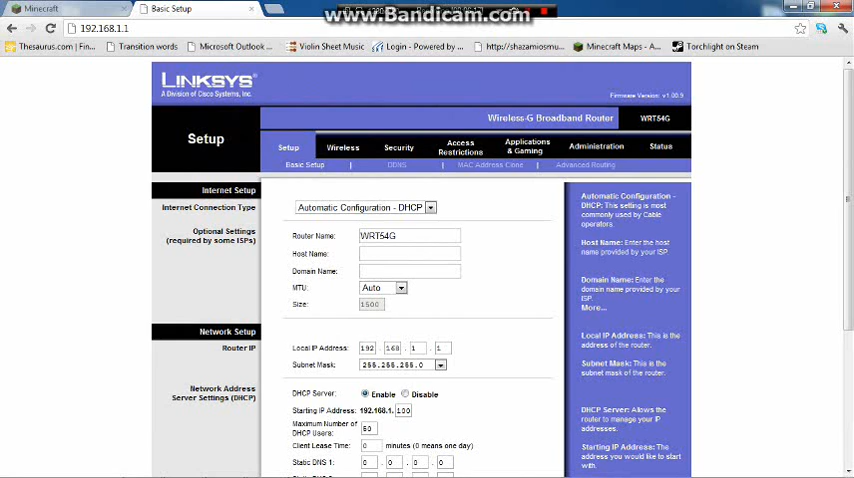 Minecraft
Basic Setup
www.Bandicam.com
192.168.1.1
Thesaurus.com | Fin...
Transition words
Microsoft Outlook ...
Violin Sheet Music
Login - Powered by ...
http://shazamiosmu...
Minecraft Maps - A...
Torchlight on Steam
LINKSYS®
A Division of Cisco Systems, Inc.
Firmware Version: v1.00.9
Wireless-G Broadband Router
WRT54G
Setup
Setup
Wireless
Security
Access Restrictions
Applications & Gaming
Administration
Status
Basic Setup | DDNS | MAC Address Clone | Advanced Routing
Internet Setup
Internet Connection Type
Automatic Configuration - DHCP
Optional Settings
(required by some ISPs)
Router Name: WRT54G
Host Name:
Domain Name:
MTU: Auto
Size: 1500
Network Setup
Router IP
Local IP Address: 192 . 168 . 1 . 1
Subnet Mask: 255.255.255.0
Network Address
Server Settings (DHCP)
DHCP Server: Enable Disable
Starting IP Address: 192.168.1. 100
Maximum Number of
DHCP Users: 50
Client Lease Time: 0 minutes (0 means one day)
Static DNS 1: 0 . 0 . 0 . 0
Automatic Configuration -
DHCP: This setting is most
commonly used by Cable
operators.
Host Name: Enter the host
name provided by your ISP.
Domain Name: Enter the
domain name provided by your
ISP.
More...
Local IP Address: This is the
address of the router.
Subnet Mask: This is the
subnet mask of the router.
DHCP Server: Allows the
router to manage your IP
addresses.
Starting IP Address: The
address you would like to start
with.